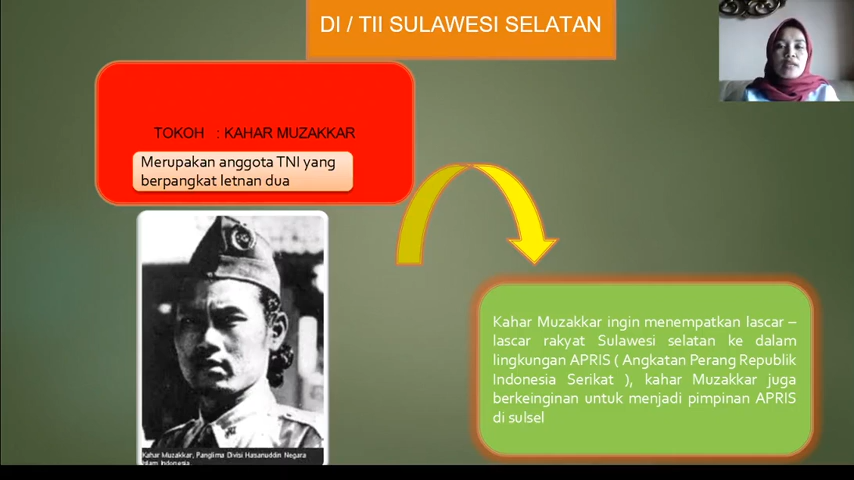 DI / TII SULAWESI SELATAN
TOKOH : KAHAR MUZAKKAR
Merupakan anggota TNI yang
berpangkat letnan dua
Kahar Muzakkar ingin menempatkan lascar –
lascar rakyat Sulawesi selatan ke dalam
lingkungan APRIS ( Angkatan Perang Republik
Indonesia Serikat ), kahar Muzakkar juga
berkeinginan untuk menjadi pimpinan APRIS
di sulsel
Kahar Muzakkar, Panglima Divisi Hasanuddin Negara
Islam Indonesia